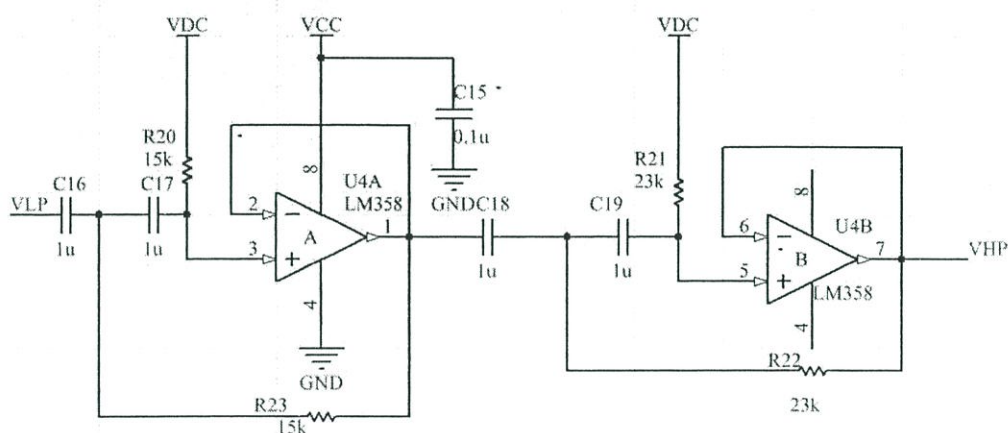 VDC
VCC
VDC
C15
0.1u
R20
15k
R21
23k
8
8
C16
C17
U4A
LM358
GND
C18
C19
U4B
VLP
2
1
6
7
VHP
A
B
1u
1u
3
1u
1u
5
LM358
4
4
GND
R22
23k
R23
15k